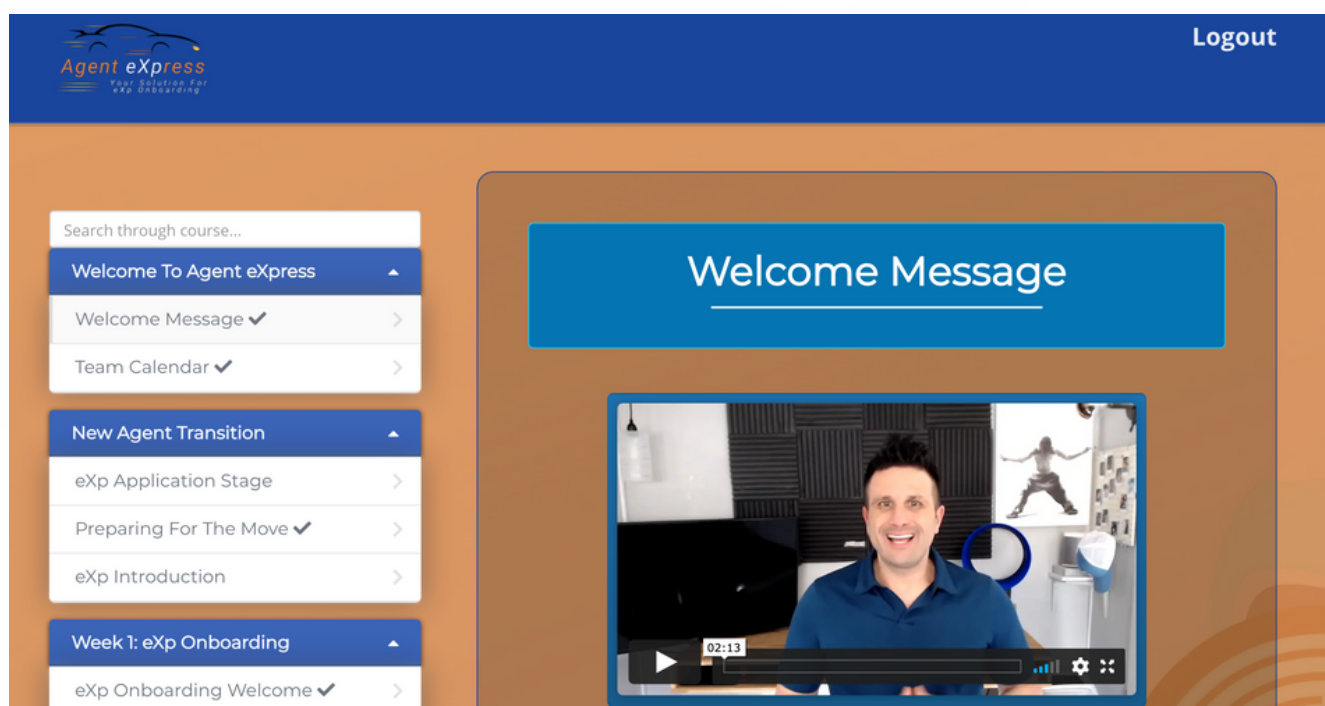 Agent eXpress
Your Solution For
eXp Onboarding
Logout
Search through course...
Welcome To Agent eXpress
Welcome Message
Team Calendar
New Agent Transition
eXp Application Stage
Preparing For The Move
eXp Introduction
Week 1: eXp Onboarding
eXp Onboarding Welcome
Welcome Message
02:13